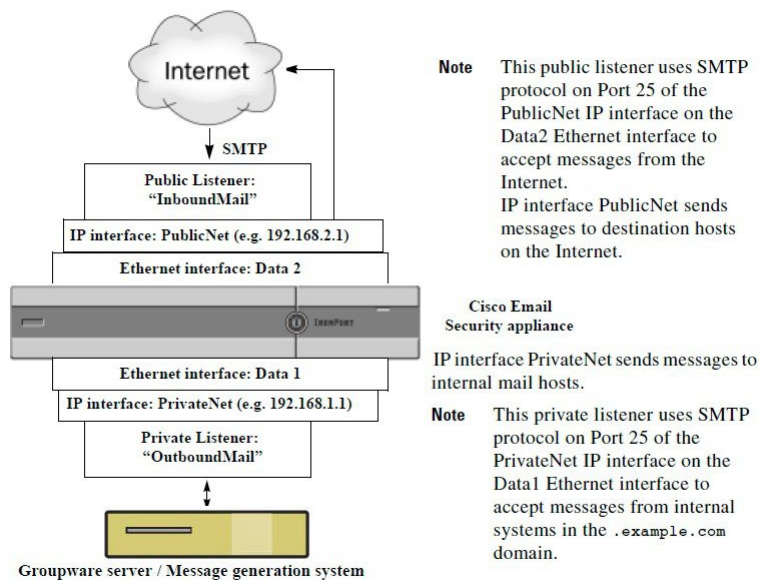 Internet
SMTP
Public Listener:
“InboundMail”
IP interface: PublicNet (e.g. 192.168.2.1)
Ethernet interface: Data 2
IRONPORT
Ethernet interface: Data 1
IP interface: PrivateNet (e.g. 192.168.1.1)
Private Listener:
“OutboundMail”
Groupware server / Message generation system
Note This public listener uses SMTP
protocol on Port 25 of the
PublicNet IP interface on the
Data2 Ethernet interface to
accept messages from the
Internet.
IP interface PublicNet sends
messages to destination hosts
on the Internet.
Cisco Email
Security appliance
IP interface PrivateNet sends messages to
internal mail hosts.
Note This private listener uses SMTP
protocol on Port 25 of the
PrivateNet IP interface on the
Data1 Ethernet interface to
accept messages from internal
systems in the .example.com
domain.